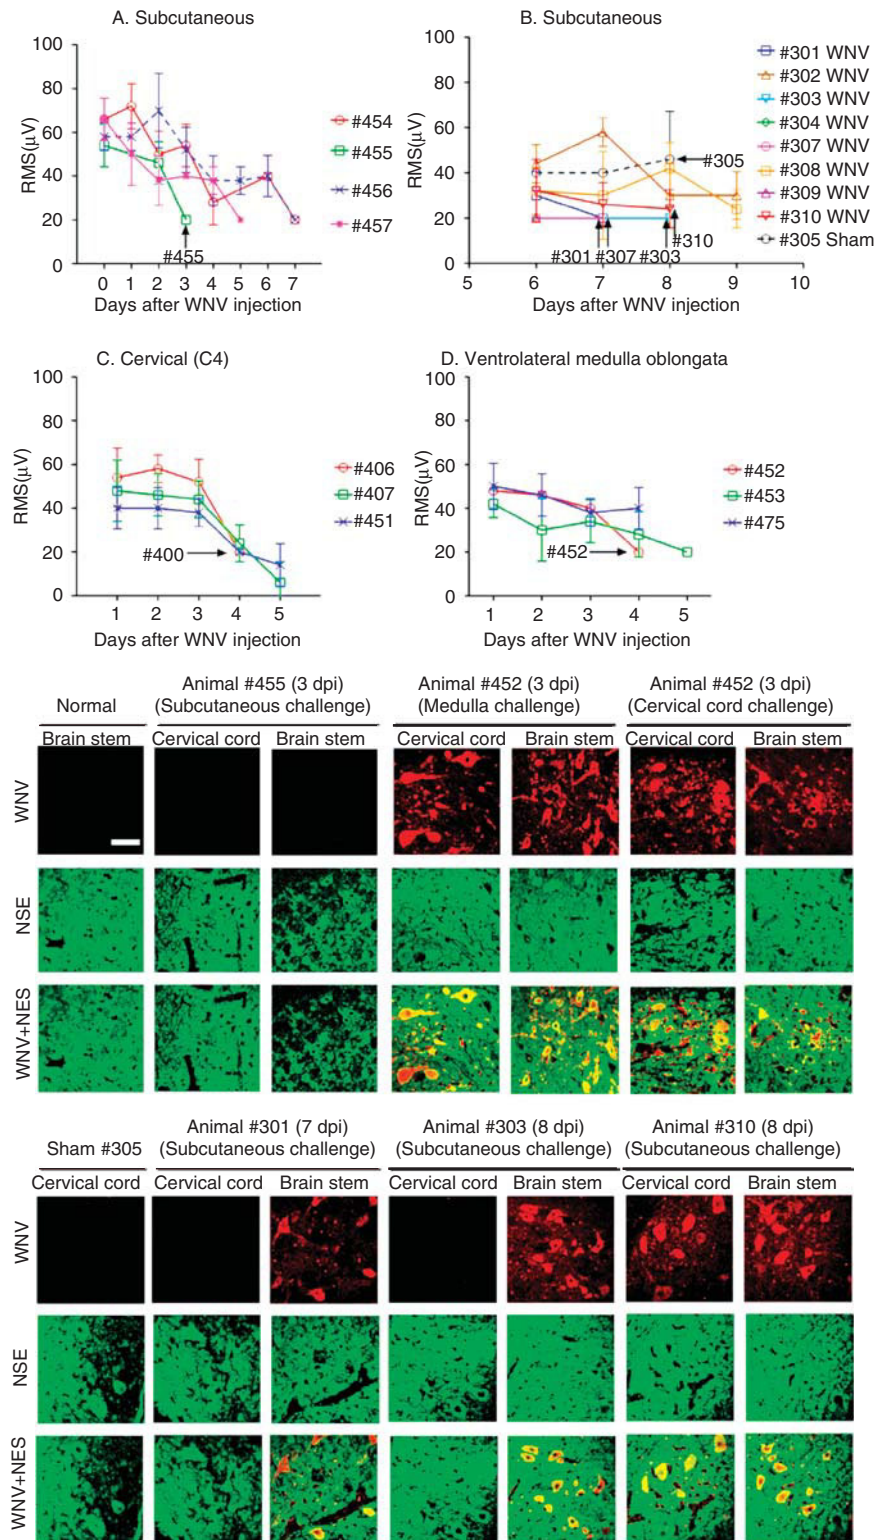 A. Subcutaneous
100
80
60
40
20
0
RMS(μV)
0 1 2 3 4 5 6 7
Days after WNV injection
#455
#454
#455
#456
#457
B. Subcutaneous
100
80
60
40
20
0
RMS(μV)
5 6 7 8 9 10
Days after WNV injection
#305
#310
#301 #307 #303
#301 WNV
#302 WNV
#303 WNV
#304 WNV
#307 WNV
#308 WNV
#309 WNV
#310 WNV
#305 Sham
C. Cervical (C4)
100
80
60
40
20
0
RMS(μV)
#400
1 2 3 4 5
Days after WNV injection
#406
#407
#451
D. Ventrolateral medulla oblongata
100
80
60
40
20
0
RMS(μV)
#452
1 2 3 4 5
Days after WNV injection
#452
#453
#475
Normal
Animal #455 (3 dpi)
(Subcutaneous challenge)
Animal #452 (3 dpi)
(Medulla challenge)
Animal #452 (3 dpi)
(Cervical cord challenge)
Brain stem Cervical cord Brain stem Cervical cord Brain stem Cervical cord Brain stem
WNV
NSE
WNV+NES
Sham #305
Animal #301 (7 dpi)
(Subcutaneous challenge)
Animal #303 (8 dpi)
(Subcutaneous challenge)
Animal #310 (8 dpi)
(Subcutaneous challenge)
Cervical cord Cervical cord Brain stem Cervical cord Brain stem Cervical cord Brain stem
WNV
NSE
WNV+NES